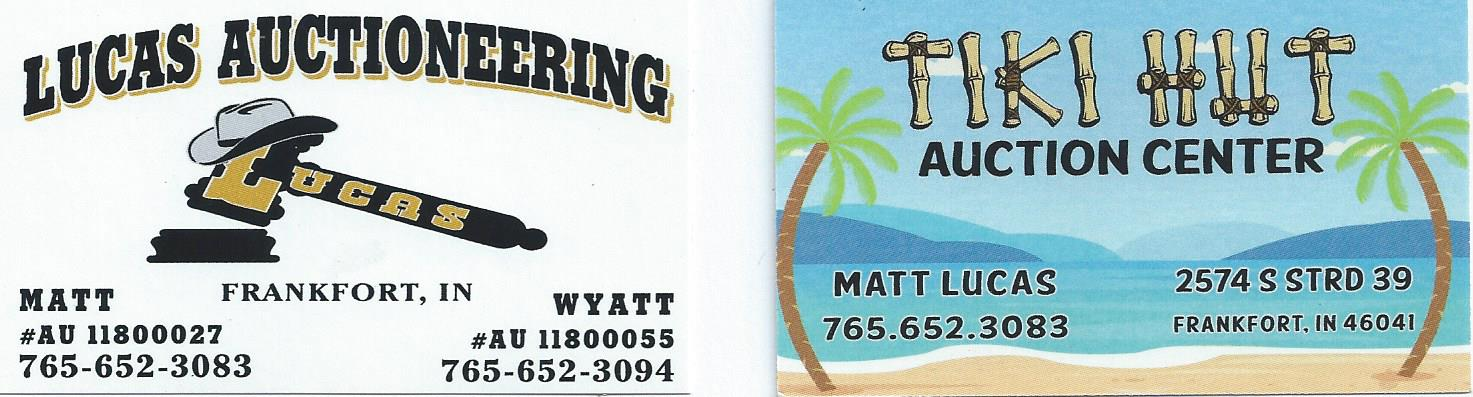 LUCAS AUCTIONEERING
LUCAS
FRANKFORT, IN
MATT
#AU 11800027
765-652-3083
WYATT
#AU 11800055
765-652-3094
TIKI HUT
AUCTION CENTER
MATT LUCAS
765.652.3083
2574 S STRD 39
FRANKFORT, IN 46041